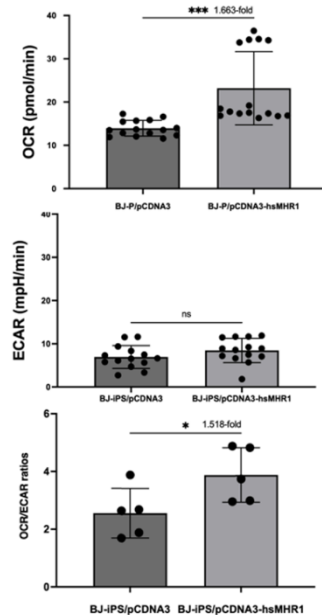 *** 1.663-fold
OCR (pmol/min)
40
30
20
10
0
BJ-P/pCDNA3 BJ-P/pCDNA3-hsMHR1
ECAR (mpH/min)
40
30
20
10
0
ns
BJ-iPS/pCDNA3 BJ-iPS/pCDNA3-hsMHR1
* 1.518-fold
OCR/ECAR ratios
6
4
2
0
BJ-iPS/pCDNA3 BJ-iPS/pCDNA3-hsMHR1